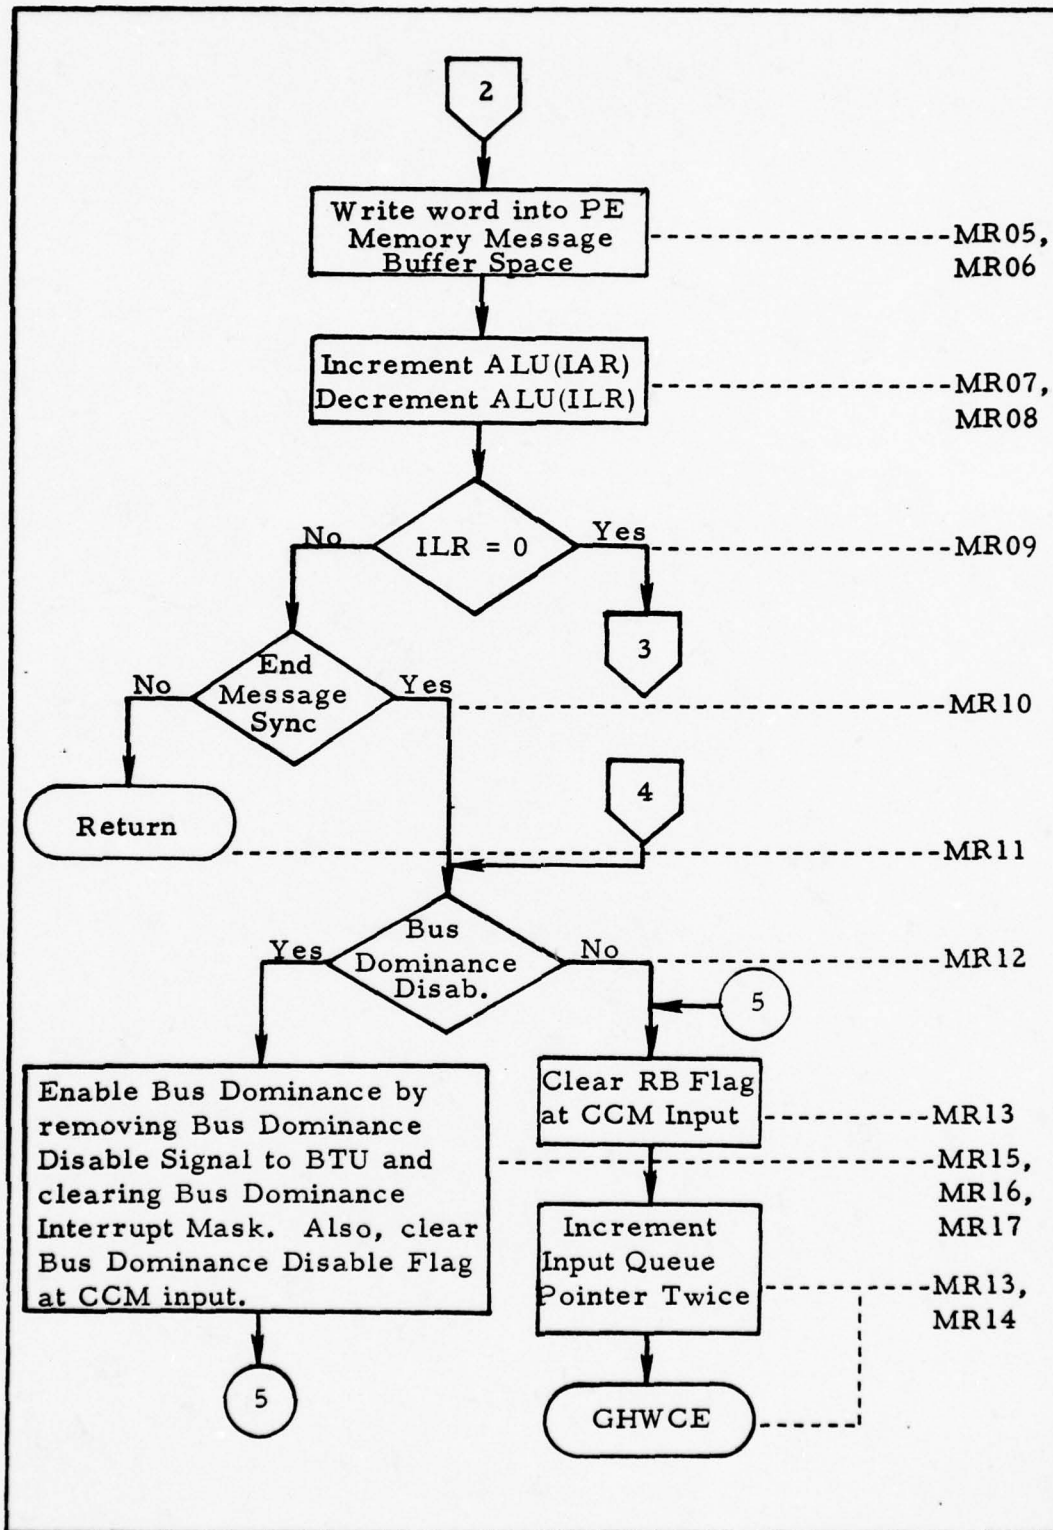 2
Write word into PE
Memory Message
Buffer Space
MR05,
MR06
Increment ALU(IAR)
Decrement ALU(ILR)
MR07,
MR08
No
ILR = 0
Yes
MR09
3
No
End
Message
Sync
Yes
MR10
4
Return
MR11
Yes
Bus
Dominance
Disab.
No
MR12
5
Enable Bus Dominance by
removing Bus Dominance
Disable Signal to BTU and
clearing Bus Dominance
Interrupt Mask. Also, clear
Bus Dominance Disable Flag
at CCM input.
Clear RB Flag
at CCM Input
MR13
MR15,
MR16,
MR17
Increment
Input Queue
Pointer Twice
MR13,
MR14
5
GHWCE